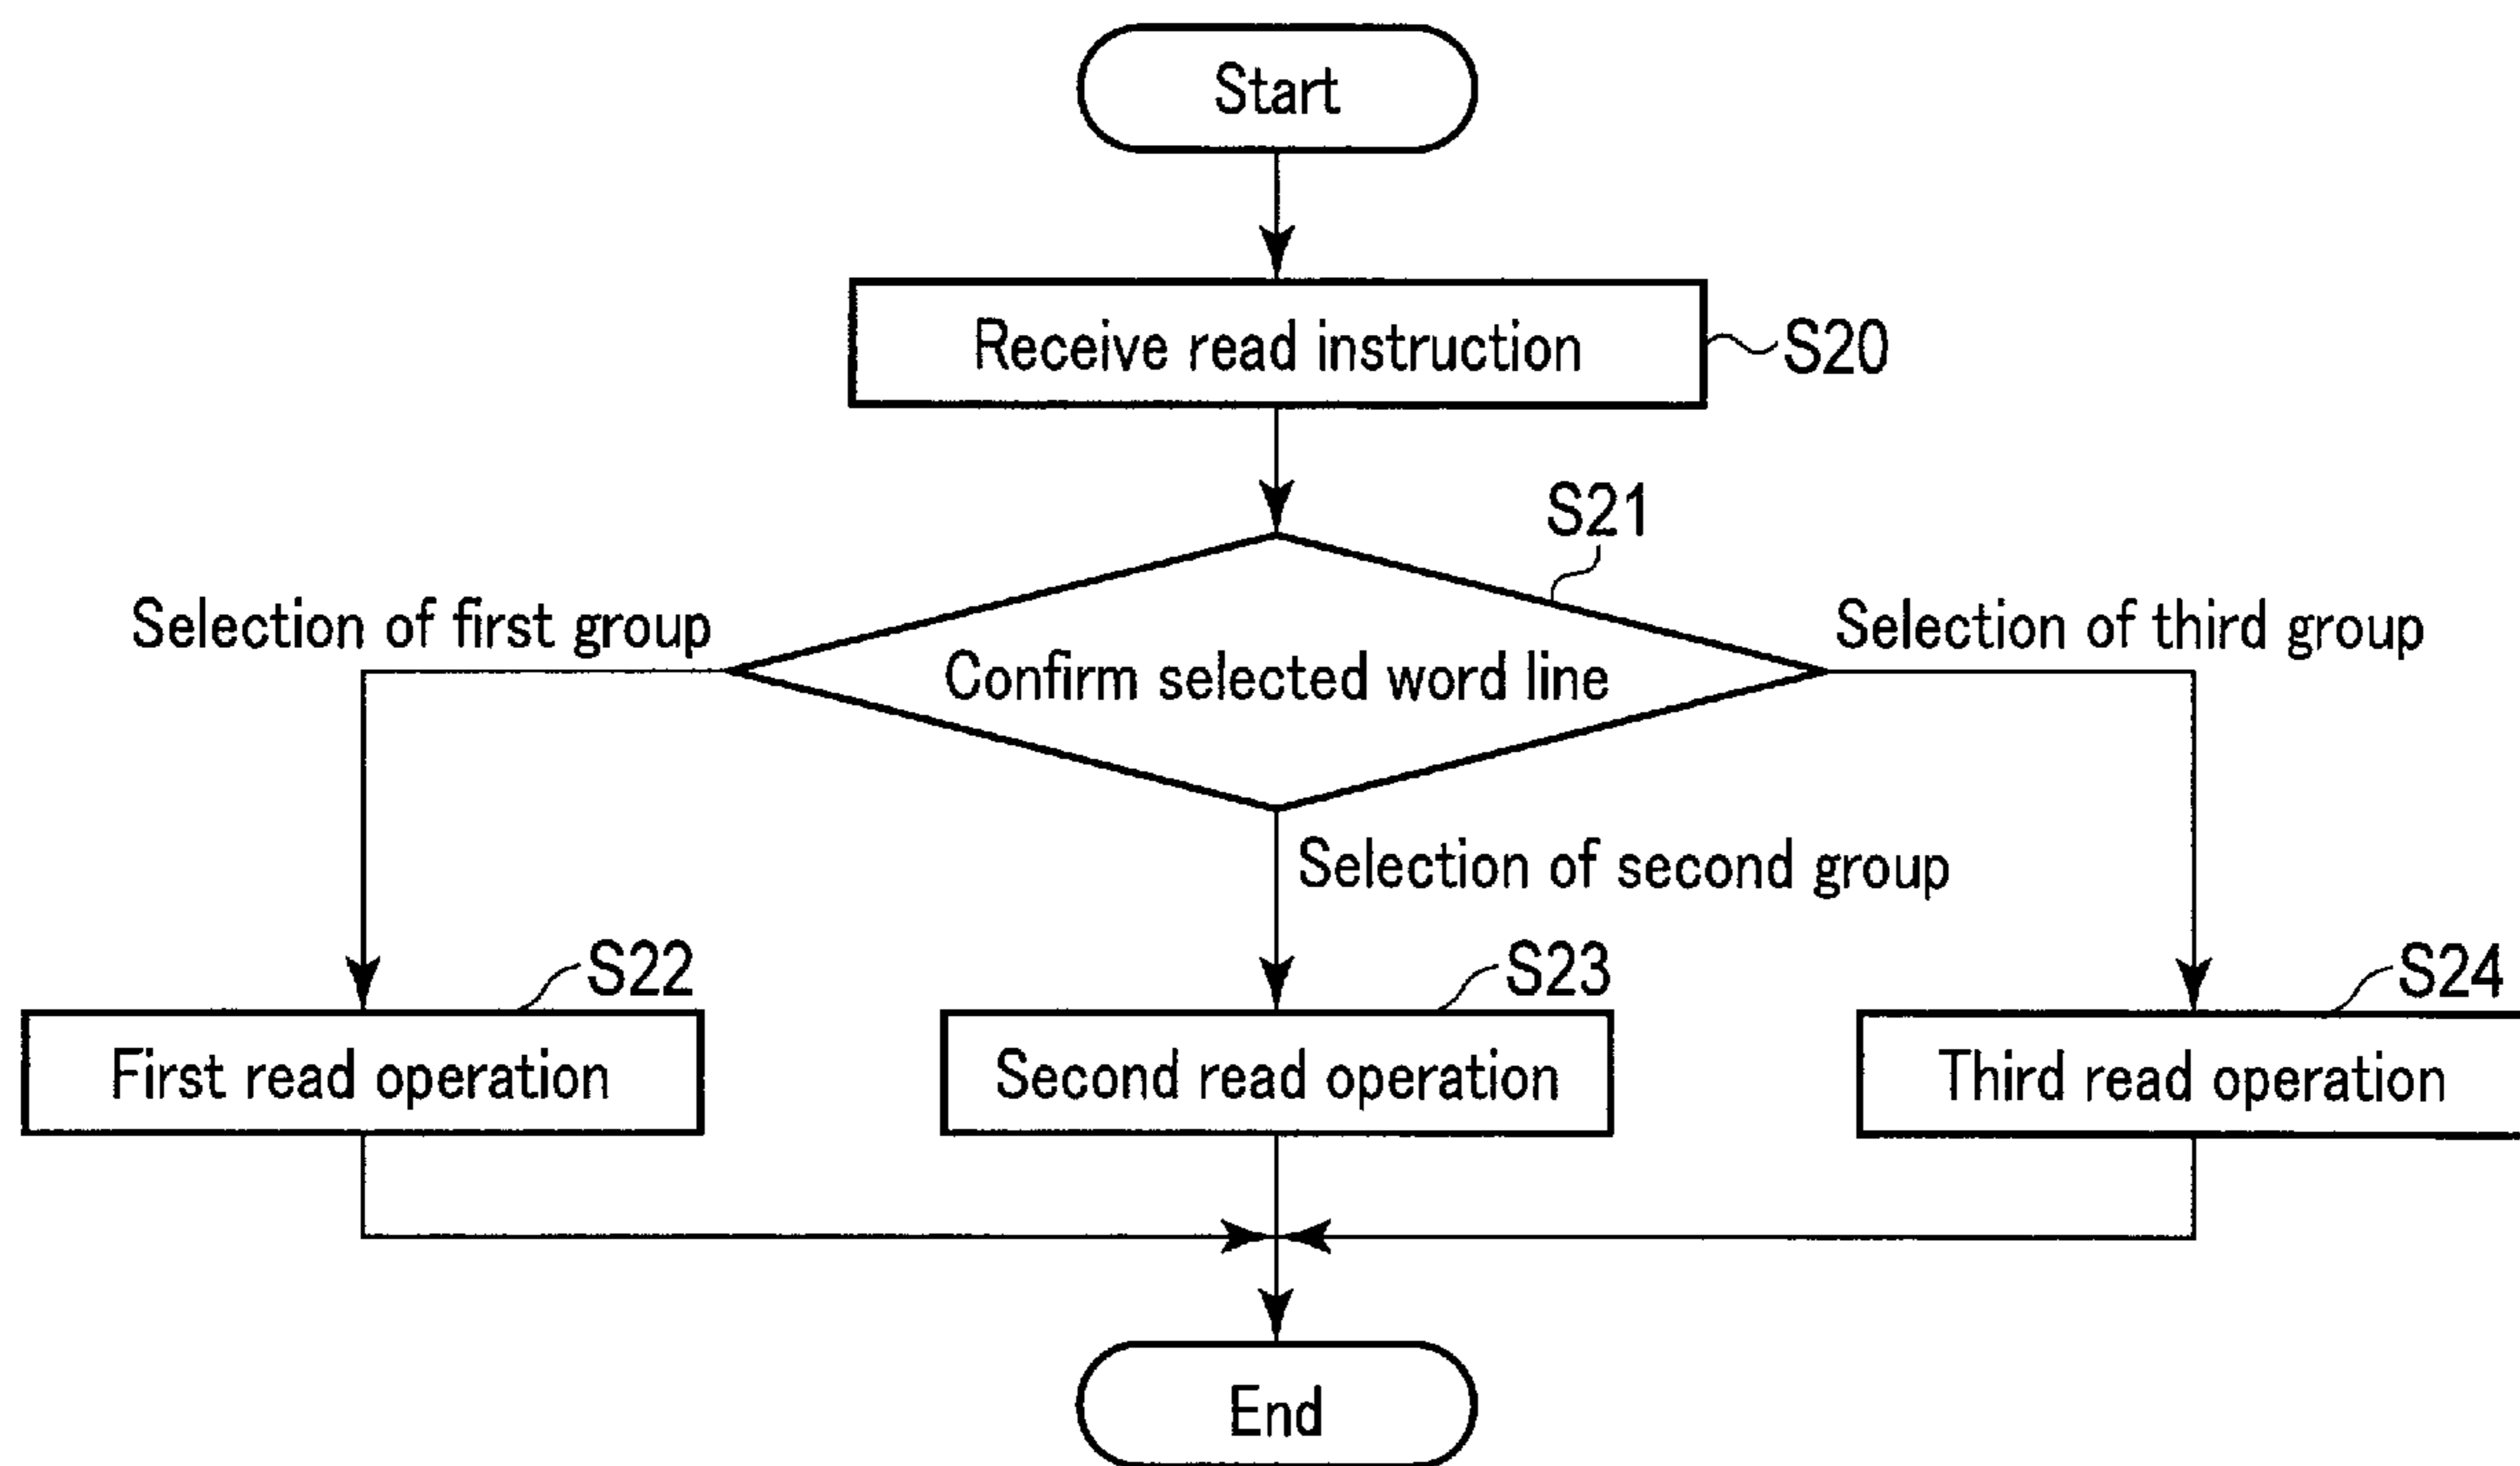 Start
Receive read instruction
S20
S21
Selection of first group
Confirm selected word line
Selection of third group
Selection of second group
S22
S23
S24
First read operation
Second read operation
Third read operation
End